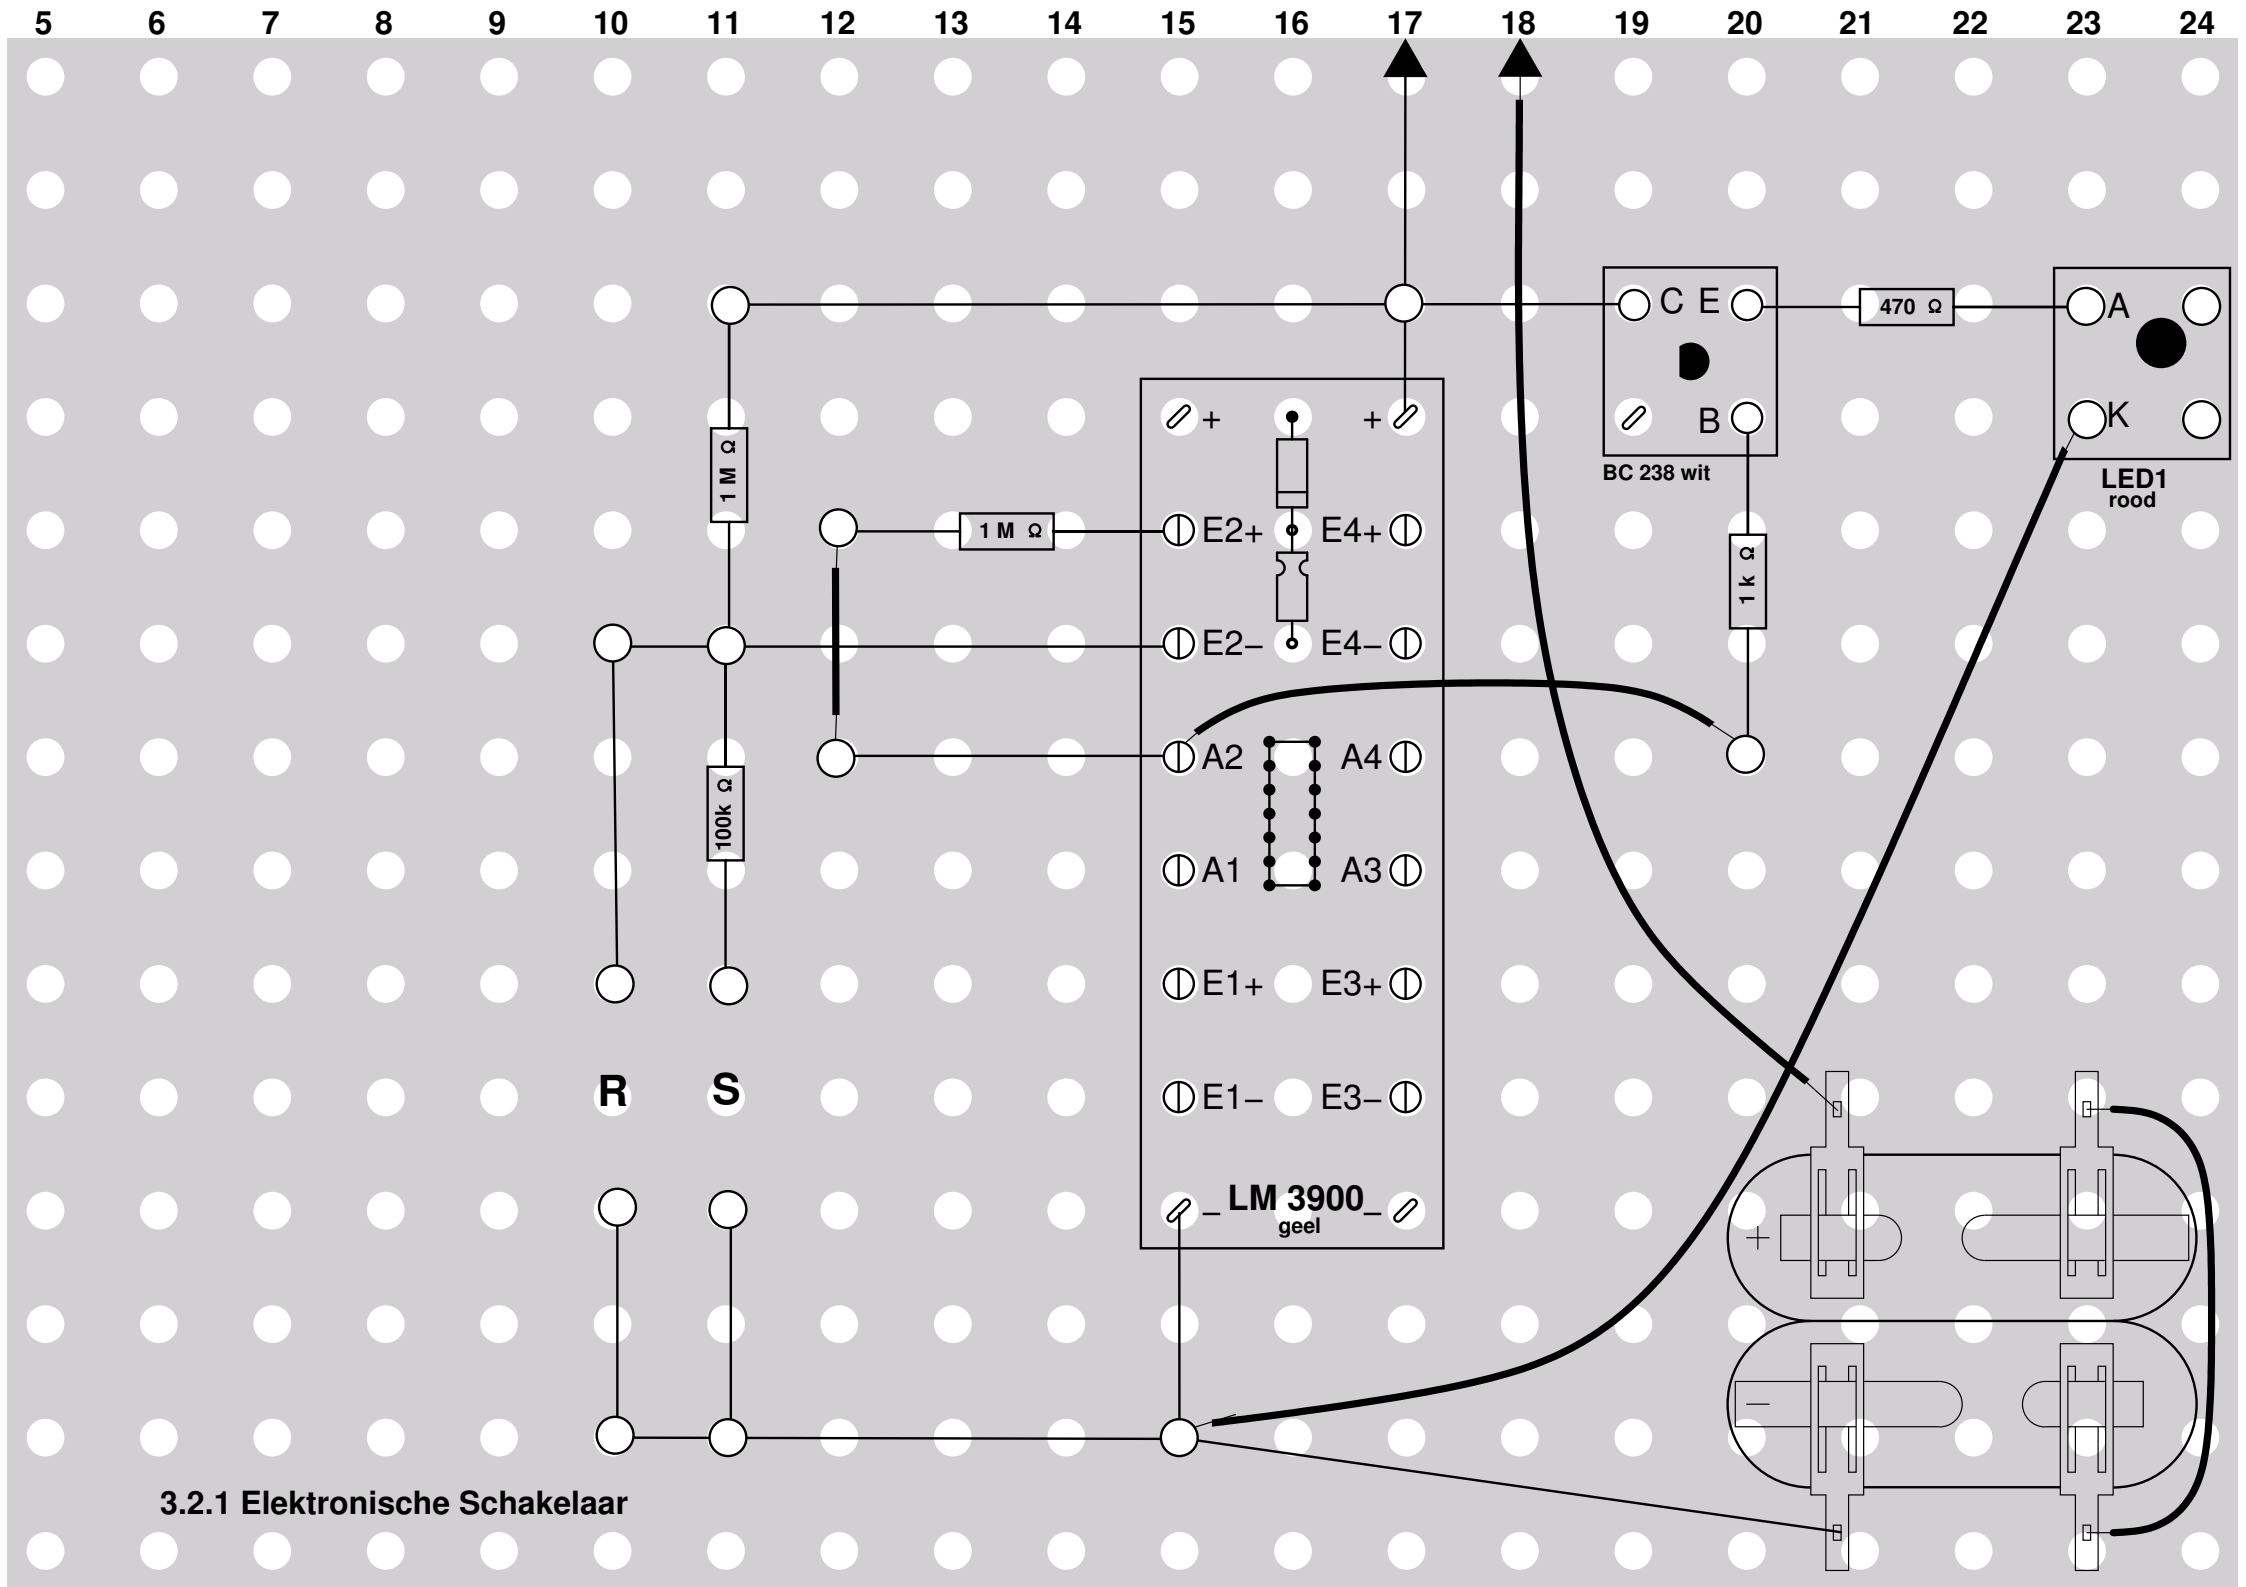 5 6 7 8 9 10 11 12 13 14 15 16 17 18 19 20 21 22 23 24
C E 470 Ω A
+ + B K
BC 238 wit
LED1
rood
1 M Ω
1 M Ω E2+ E4+
1 k Ω
E2– E4–
A2 A4
100k Ω
A1 A3
E1+ E3+
R S E1– E3–
– LM 3900 –
geel
+
–
3.2.1 Elektronische Schakelaar